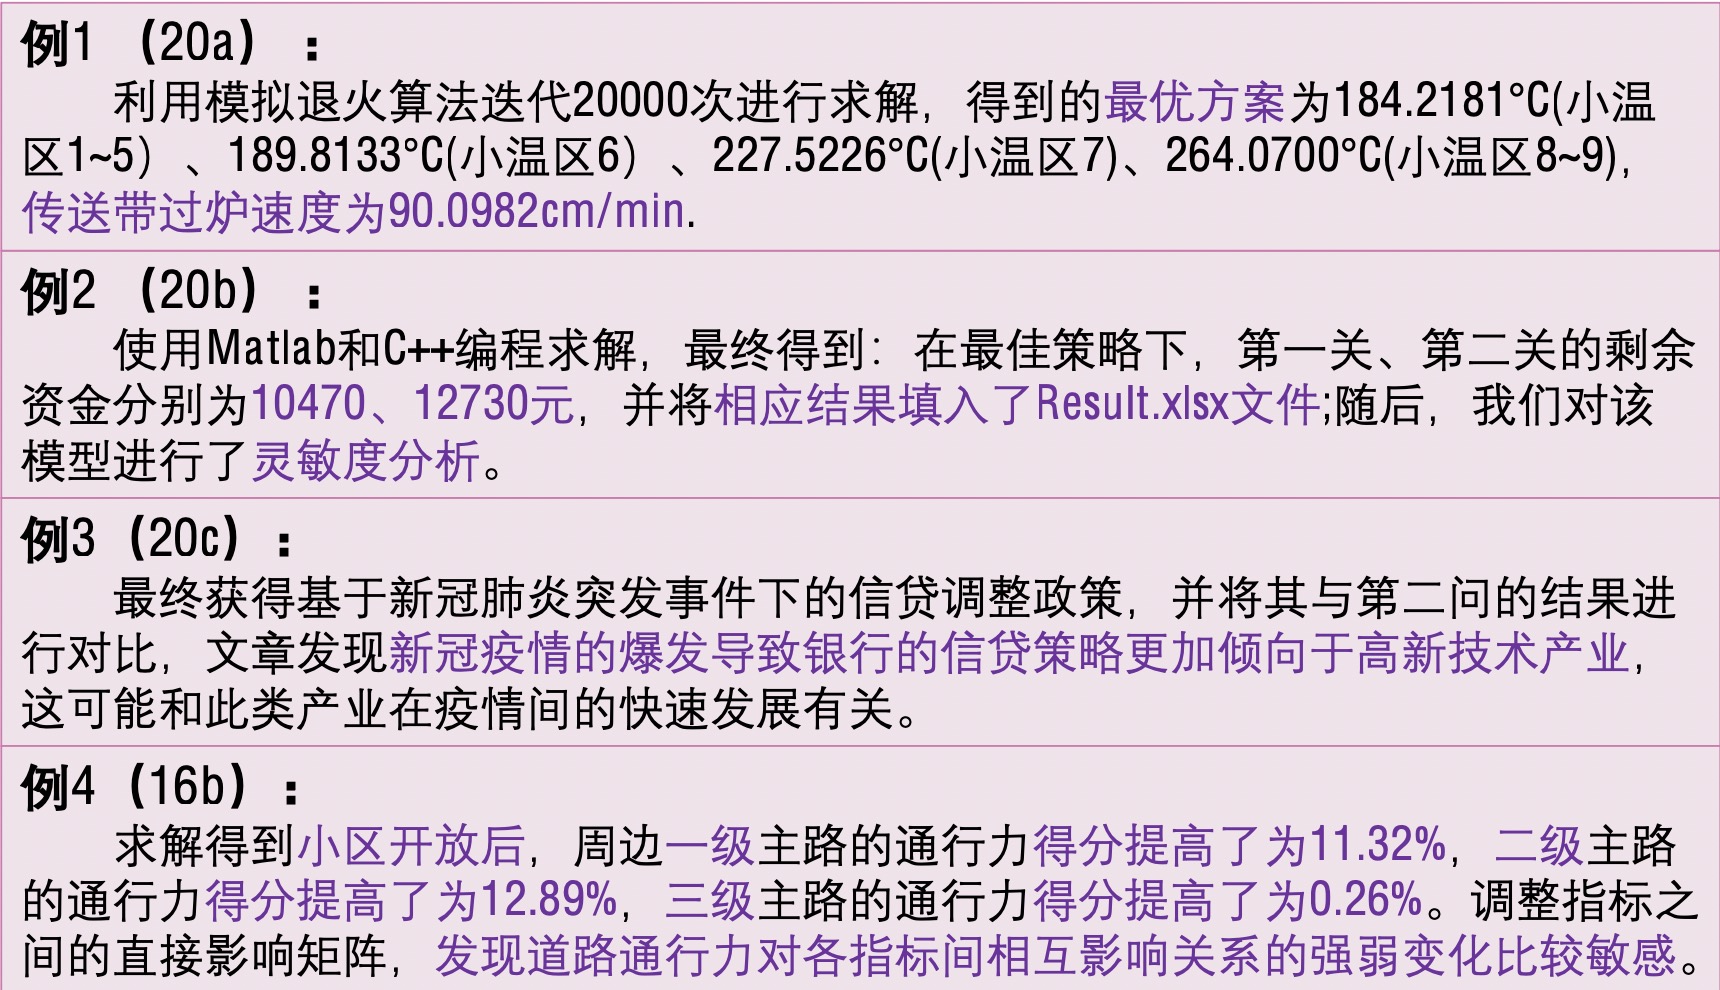 例1 (20a) :
利用模拟退火算法迭代20000次进行求解，得到的最优方案为184.2181°C(小温
区1~5）、189.8133°C(小温区6）、227.5226°C(小温区7)、264.0700°C(小温区8~9),
传送带过炉速度为90.0982cm/min.
例2 (20b) :
使用Matlab和C++编程求解，最终得到：在最佳策略下，第一关、第二关的剩余
资金分别为10470、12730元，并将相应结果填入了Result.xlsx文件;随后，我们对该
模型进行了灵敏度分析。
例3 (20c) :
最终获得基于新冠肺炎突发事件下的信贷调整政策，并将其与第二问的结果进
行对比，文章发现新冠疫情的爆发导致银行的信贷策略更加倾向于高新技术产业，
这可能和此类产业在疫情间的快速发展有关。
例4 (16b) :
求解得到小区开放后，周边一级主路的通行力得分提高了为11.32%，二级主路
的通行力得分提高了为12.89%，三级主路的通行力得分提高了为0.26%。调整指标之
间的直接影响矩阵，发现道路通行力对各指标间相互影响关系的强弱变化比较敏感。